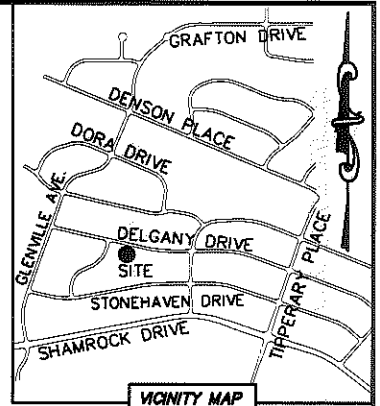 GRAFTON DRIVE
DENSON PLACE
DORA DRIVE
GLENVILLE AVE.
DELGANY DRIVE
SITE
TIPPERARY PLACE
STONEHAVEN DRIVE
SHAMROCK DRIVE
VICINITY MAP